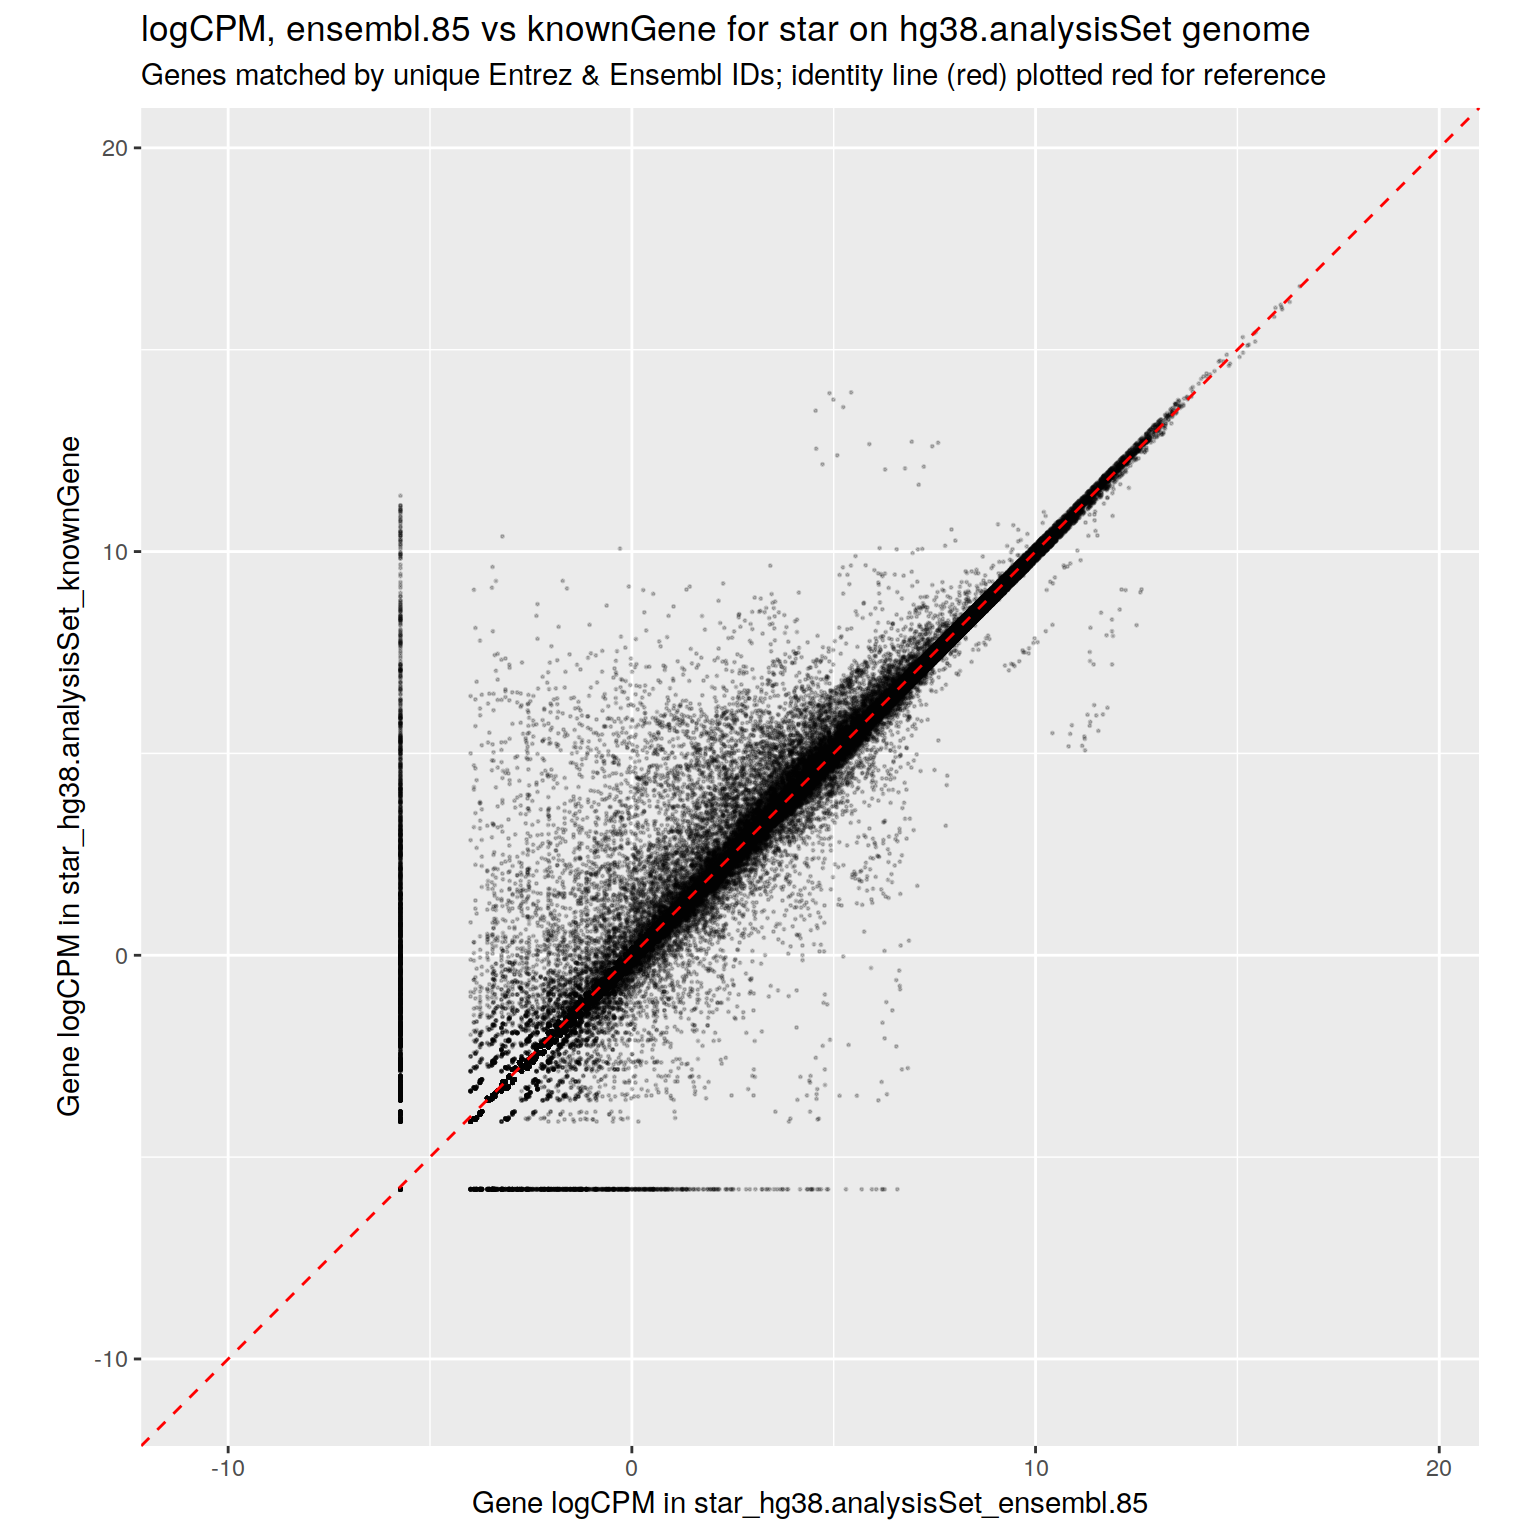 logCPM, ensembl.85 vs knownGene for star on hg38.analysisSet genome
Genes matched by unique Entrez & Ensembl IDs; identity line (red) plotted red for reference
20
10
0
-10
Gene logCPM in star_hg38.analysisSet_knownGene
-10
0
10
20
Gene logCPM in star_hg38.analysisSet_ensembl.85